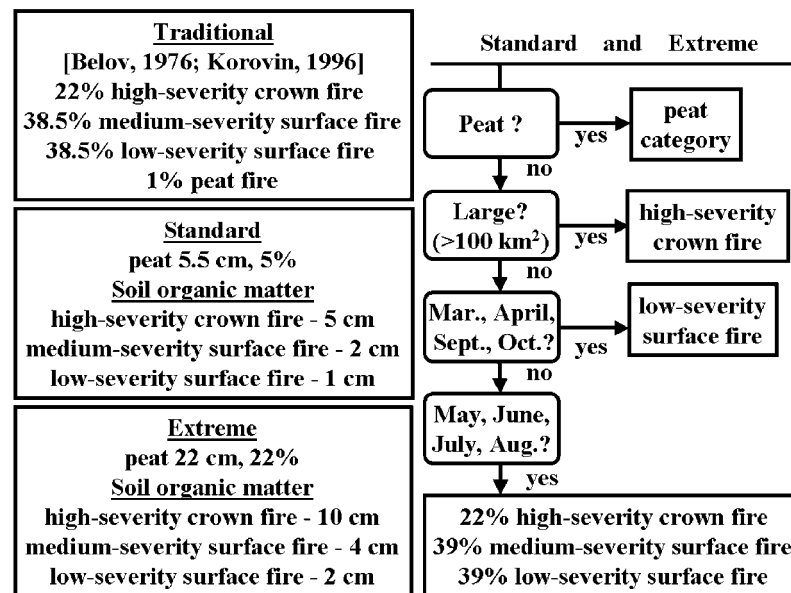 Traditional
[Belov, 1976; Korovin, 1996]
22% high-severity crown fire
38.5% medium-severity surface fire
38.5% low-severity surface fire
1% peat fire
Standard
peat 5.5 cm, 5%
Soil organic matter
high-severity crown fire - 5 cm
medium-severity surface fire - 2 cm
low-severity surface fire - 1 cm
Extreme
peat 22 cm, 22%
Soil organic matter
high-severity crown fire - 10 cm
medium-severity surface fire - 4 cm
low-severity surface fire - 2 cm
Standard and Extreme
Peat ?
yes
peat
category
no
Large?
(>100 km²)
yes
high-severity
crown fire
no
Mar., April,
Sept., Oct.?
yes
low-severity
surface fire
no
May, June,
July, Aug.?
yes
22% high-severity crown fire
39% medium-severity surface fire
39% low-severity surface fire